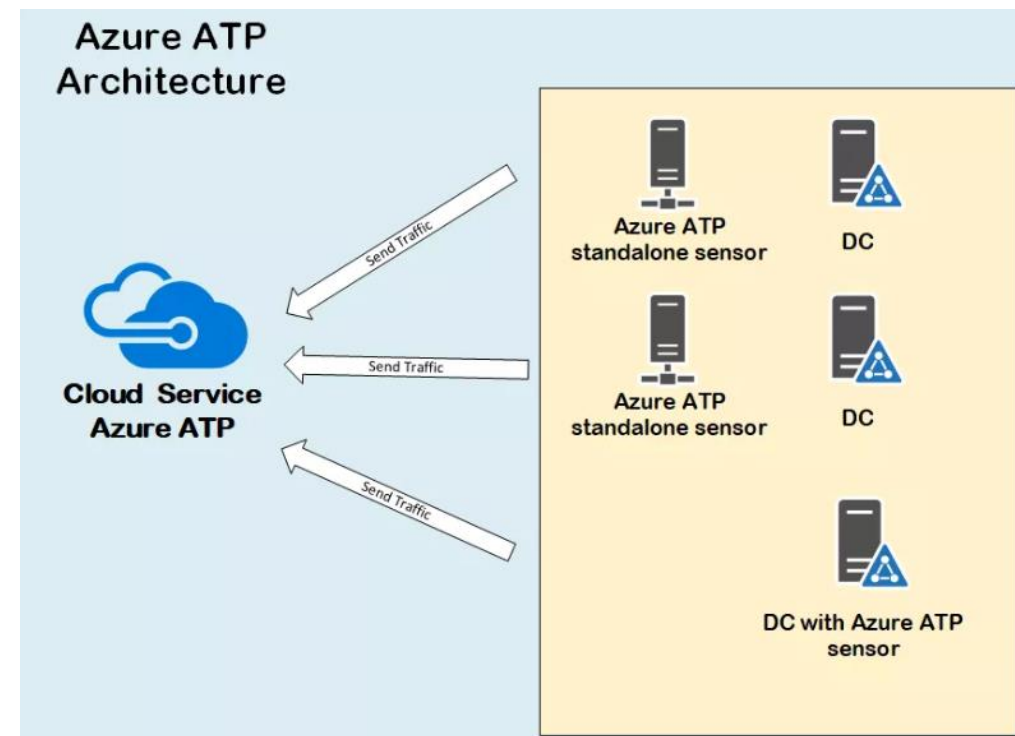 Azure ATP
Architecture
Send Traffic
Azure ATP
standalone sensor
DC
Cloud Service
Azure ATP
Send Traffic
Azure ATP
standalone sensor
DC
Send Traffic
DC with Azure ATP
sensor